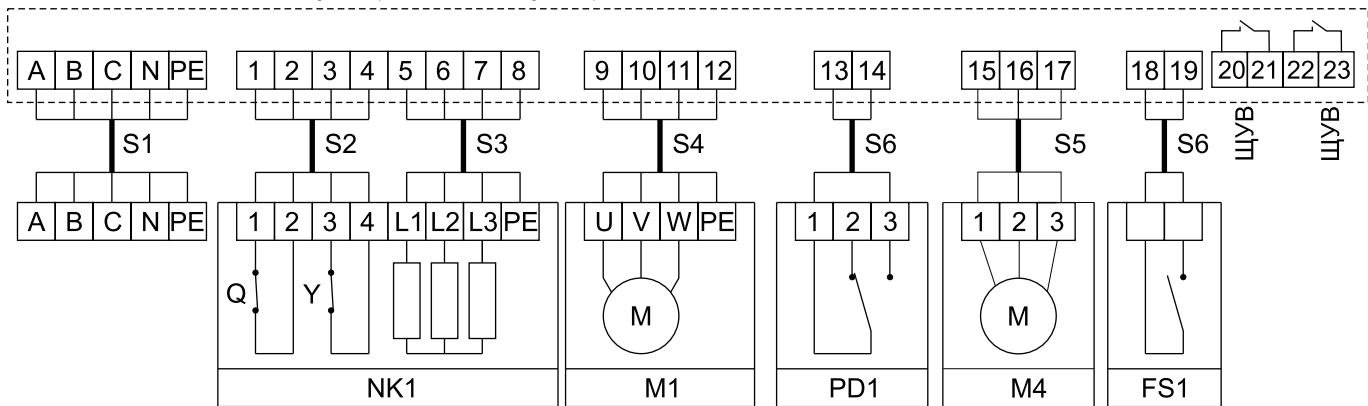 A B C N PE 1 2 3 4 5 6 7 8 9 10 11 12 13 14 15 16 17 18 19 20 21 22 23
S1 S2 S3 S4 S6 S5 S6 ЩУВ ЩУВ
A B C N PE 1 2 3 4 L1 L2 L3 PE U V W PE 1 2 3 1 2 3
Q Y M M
NK1 M1 PD1 M4 FS1